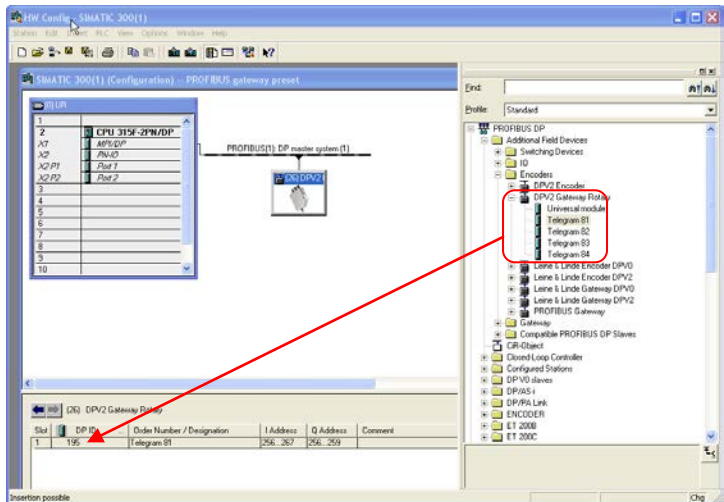 HW Config - SIMATIC 300(1)
Station Edit Insert PLC View Options Window Help
SIMATIC 300(1) (Configuration) -- PROFIBUS gateway preset
(0) UR
1
2 CPU 315F-2PN/DP
X1 MPI/DP
X2 PN-IO
X2 P1 Port 1
X2 P2 Port 2
3
4
5
6
7
8
9
10
PROFIBUS(1): DP master system (1)
(26) DPV2
Find:
Profile: Standard
PROFIBUS DP
Additional Field Devices
Switching Devices
IO
Encoders
DPV2 Encoder
DPV2 Gateway Rotary
Universal module
Telegram 81
Telegram 82
Telegram 83
Telegram 84
Leine & Linde Encoder DPV0
Leine & Linde Encoder DPV2
Leine & Linde Gateway DPV0
Leine & Linde Gateway DPV2
PROFIBUS Gateway
Gateway
Compatible PROFIBUS DP Slaves
CiR-Object
Closed-Loop Controller
Configured Stations
DP V0 slaves
DP/AS-i
DP/PA Link
ENCODER
ET 200B
ET 200C
(26) DPV2 Gateway Rotary
Slot DP ID ... Order Number / Designation I Address Q Address Comment
1 195 Telegram 81 256...267 256...259
Insertion possible Chg